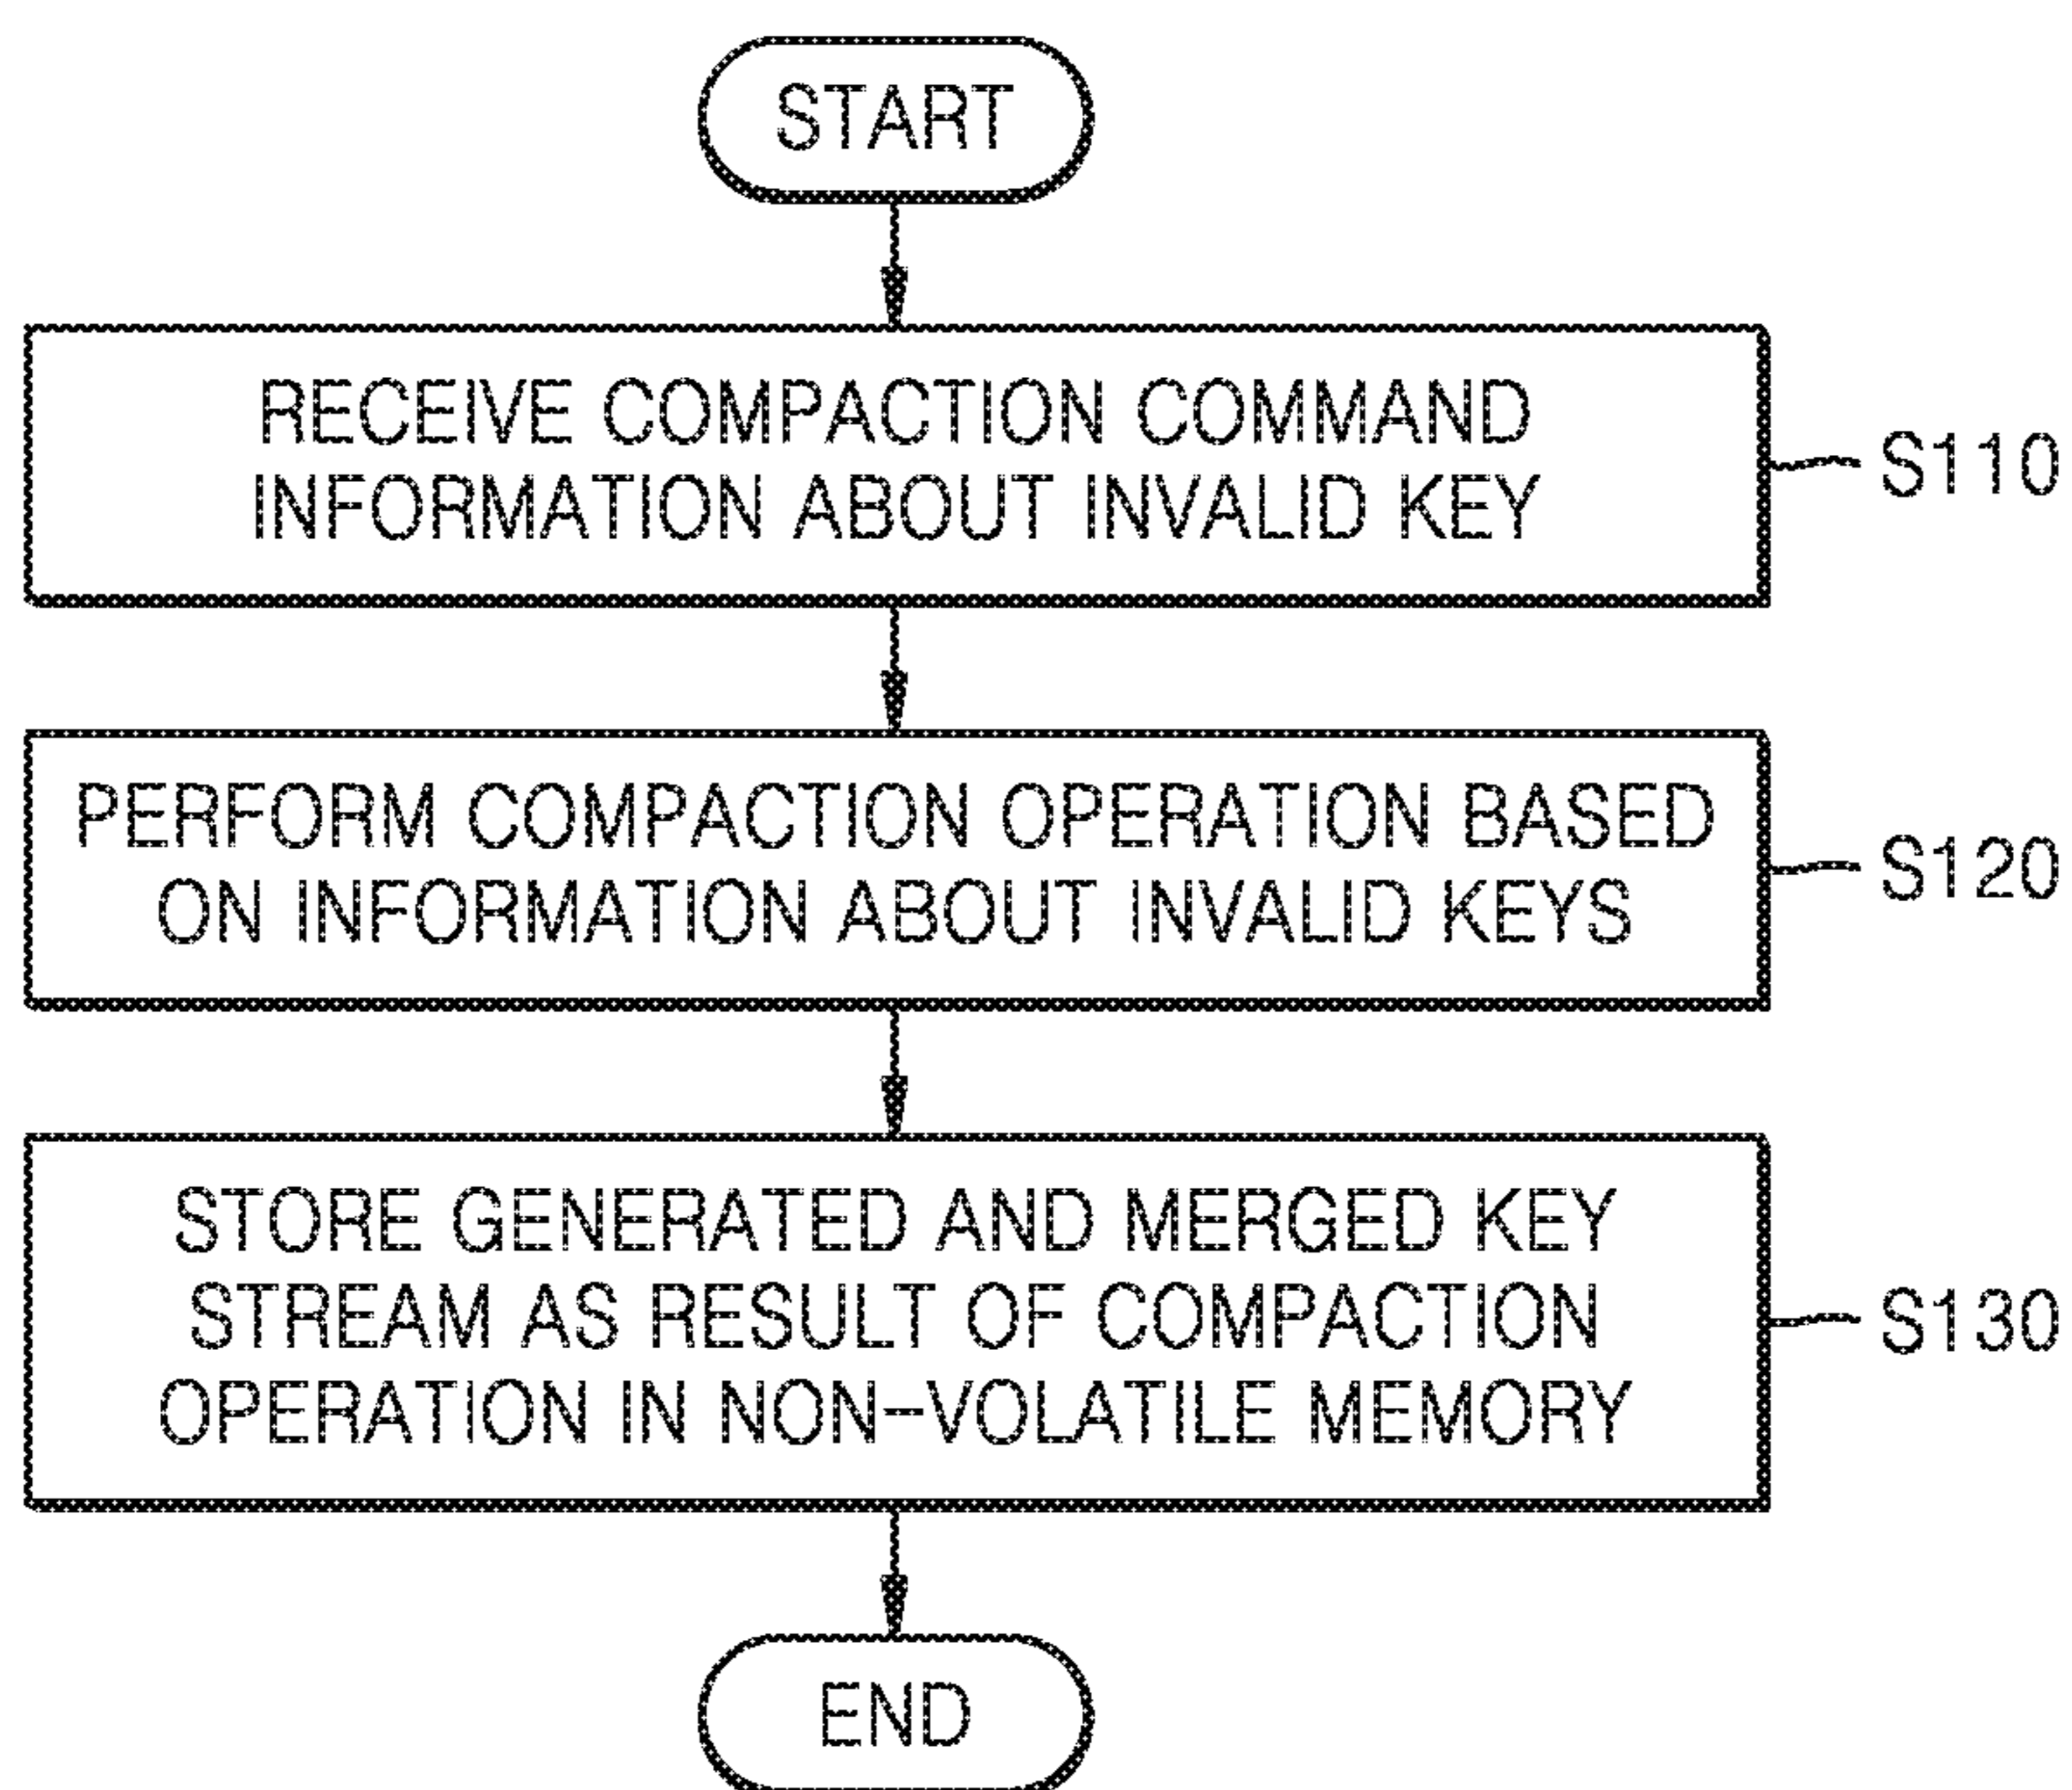 START
RECEIVE COMPACTION COMMAND
INFORMATION ABOUT INVALID KEY
S110
PERFORM COMPACTION OPERATION BASED
ON INFORMATION ABOUT INVALID KEYS
S120
STORE GENERATED AND MERGED KEY
STREAM AS RESULT OF COMPACTION
OPERATION IN NON-VOLATILE MEMORY
S130
END